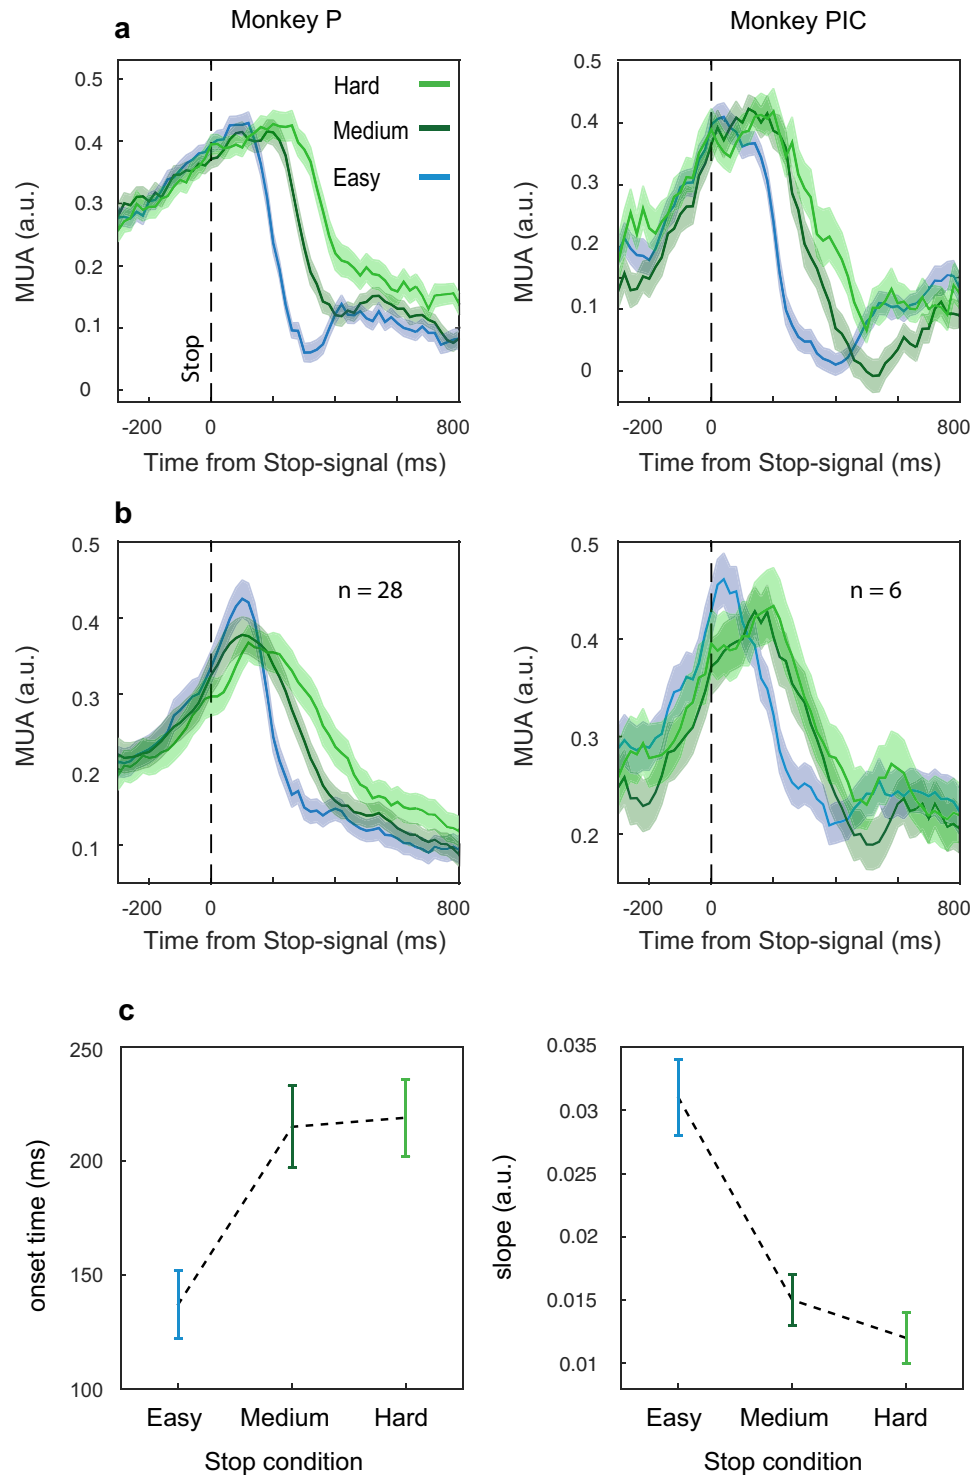 a
Monkey P
Monkey PIC
0.5
0.4
0.3
0.2
0.1
0
MUA (a.u.)
Hard
Medium
Easy
Stop
-200
0
800
Time from Stop-signal (ms)
0.5
0.4
0.3
0.2
0.1
0
MUA (a.u.)
-200
0
800
Time from Stop-signal (ms)
b
0.5
0.4
0.3
0.2
0.1
MUA (a.u.)
n = 28
-200
0
800
Time from Stop-signal (ms)
0.5
0.4
0.3
0.2
MUA (a.u.)
n = 6
-200
0
800
Time from Stop-signal (ms)
c
250
200
150
100
onset time (ms)
Easy Medium Hard
Stop condition
0.035
0.03
0.025
0.02
0.015
0.01
slope (a.u.)
Easy Medium Hard
Stop condition